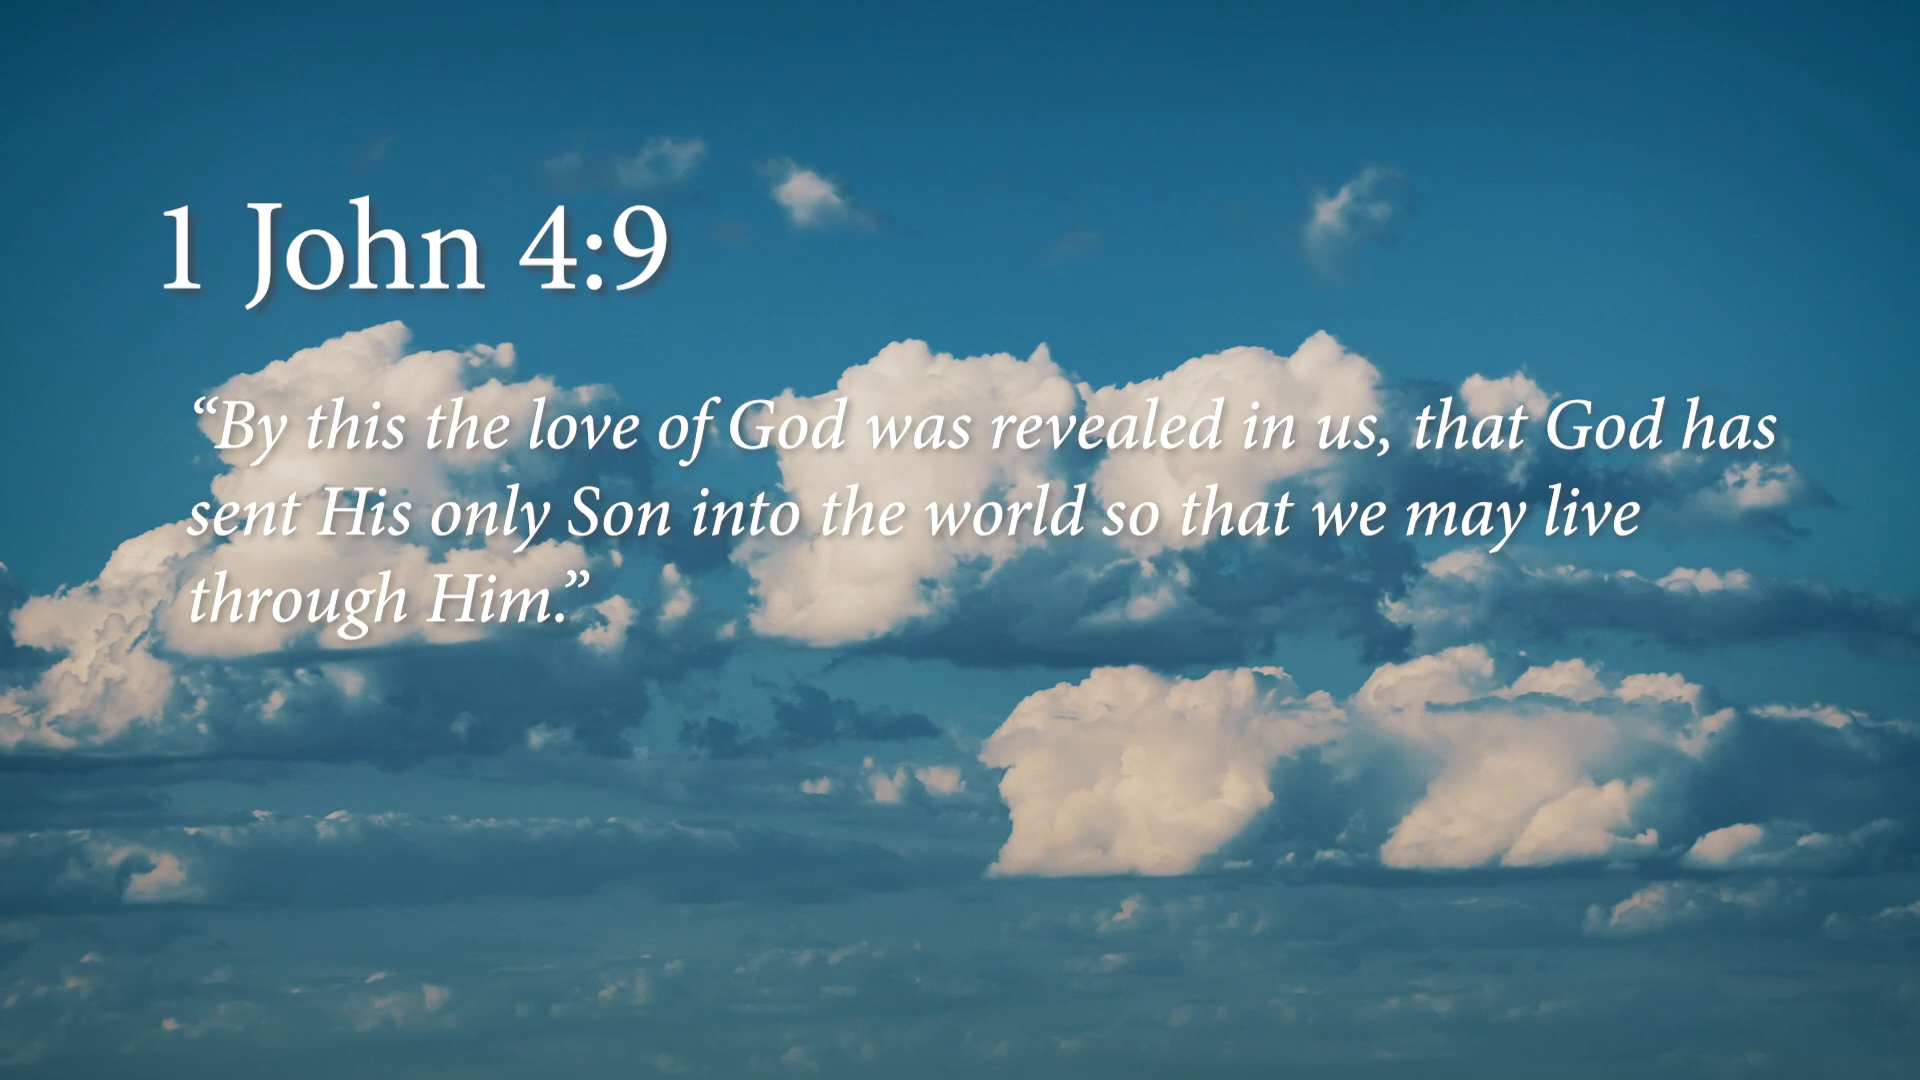 1 John 4:9
“By this the love of God was revealed in us, that God has
sent His only Son into the world so that we may live
through Him.”